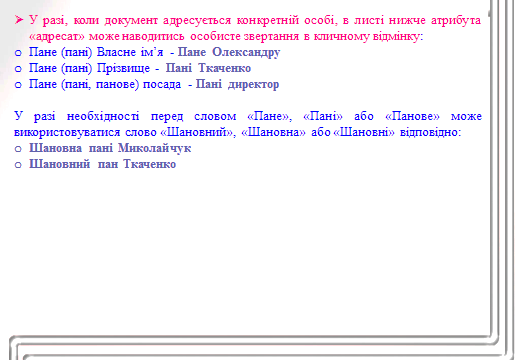 ➢ У разі, коли документ адресується конкретній особі, в листі нижче атрибута
«адресат» може наводитись особисте звертання в кличному відмінку:
o Пане (пані) Власне ім’я - Пане Олександру
o Пане (пані) Прізвище - Пані Ткаченко
o Пане (пані, панове) посада - Пані директор
У разі необхідності перед словом «Пане», «Пані» або «Панове» може
використовуватися слово «Шановний», «Шановна» або «Шановні» відповідно:
o Шановна пані Миколайчук
o Шановний пан Ткаченко